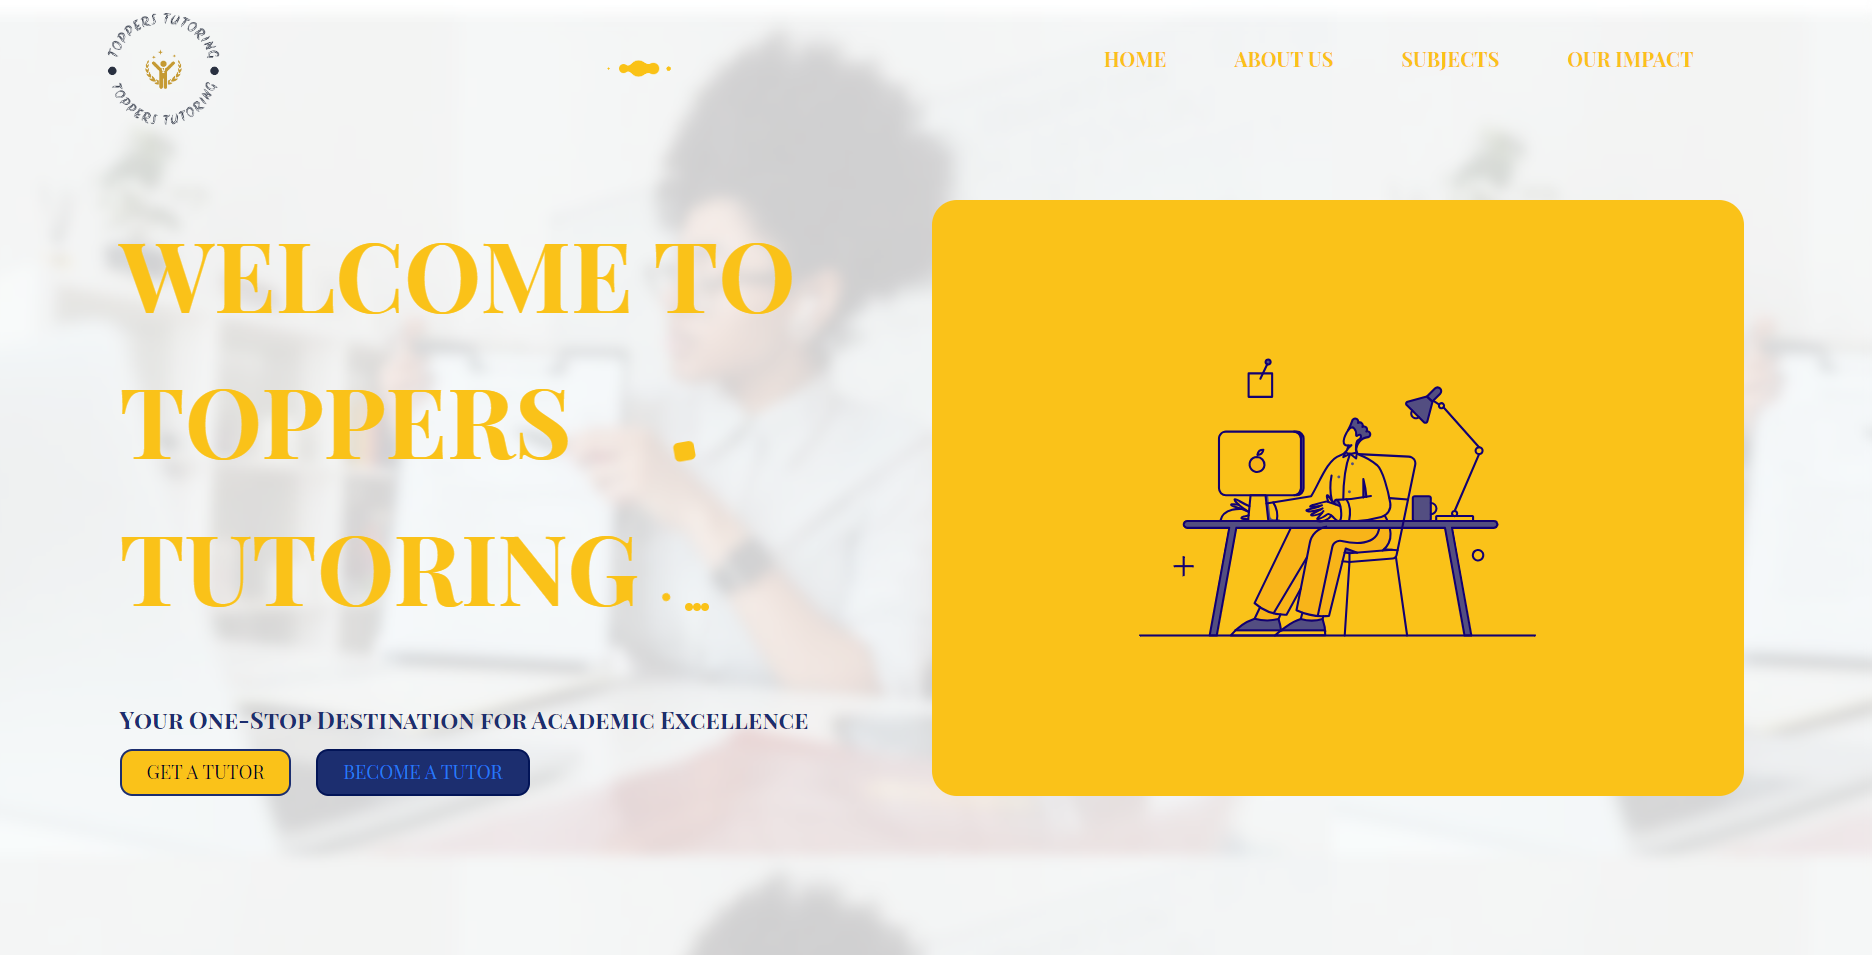 TOPPERS TUTORING
TOPPERS TUTORING
HOME ABOUT US SUBJECTS OUR IMPACT
WELCOME TO
TOPPERS
TUTORING
Your One-Stop Destination for Academic Excellence
GET A TUTOR BECOME A TUTOR